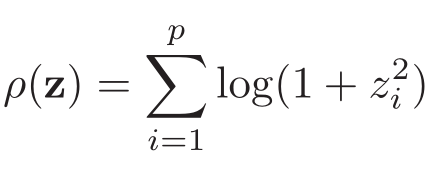 ρ(𝐳) = ∑_{i=1}^{p} log(1 + z_i^2)